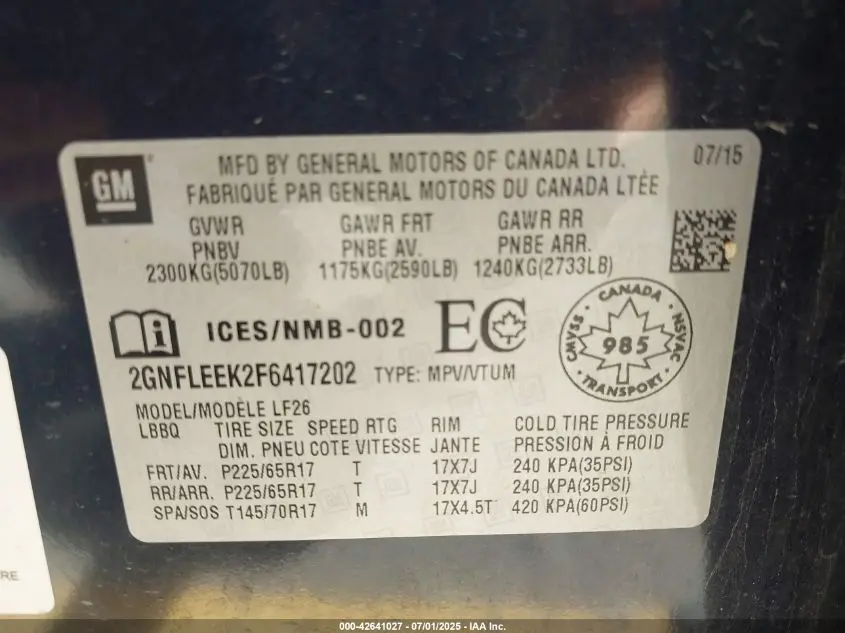 GM
MFD BY GENERAL MOTORS OF CANADA LTD.
07/15
FABRIQUÉ PAR GENERAL MOTORS DU CANADA LTÉE
GVWR GAWR FRT GAWR RR
PNBV PNBE AV. PNBE ARR.
2300KG(5070LB) 1175KG(2590LB) 1240KG(2733LB)
ICES/NMB-002
EC
CANADA
CMVSS 985 NSVAC
TRANSPORT
2GNFLEEK2F6417202 TYPE: MPV/VTUM
MODEL/MODÈLE LF26
LBBQ TIRE SIZE SPEED RTG RIM COLD TIRE PRESSURE
DIM. PNEU COTE VITESSE JANTE PRESSION À FROID
FRT/AV. P225/65R17 T 17X7J 240 KPA(35PSI)
RR/ARR. P225/65R17 T 17X7J 240 KPA(35PSI)
SPA/SOS T145/70R17 M 17X4.5T 420 KPA(60PSI)
RE
000-42641027 - 07/01/2025 - IAA Inc.